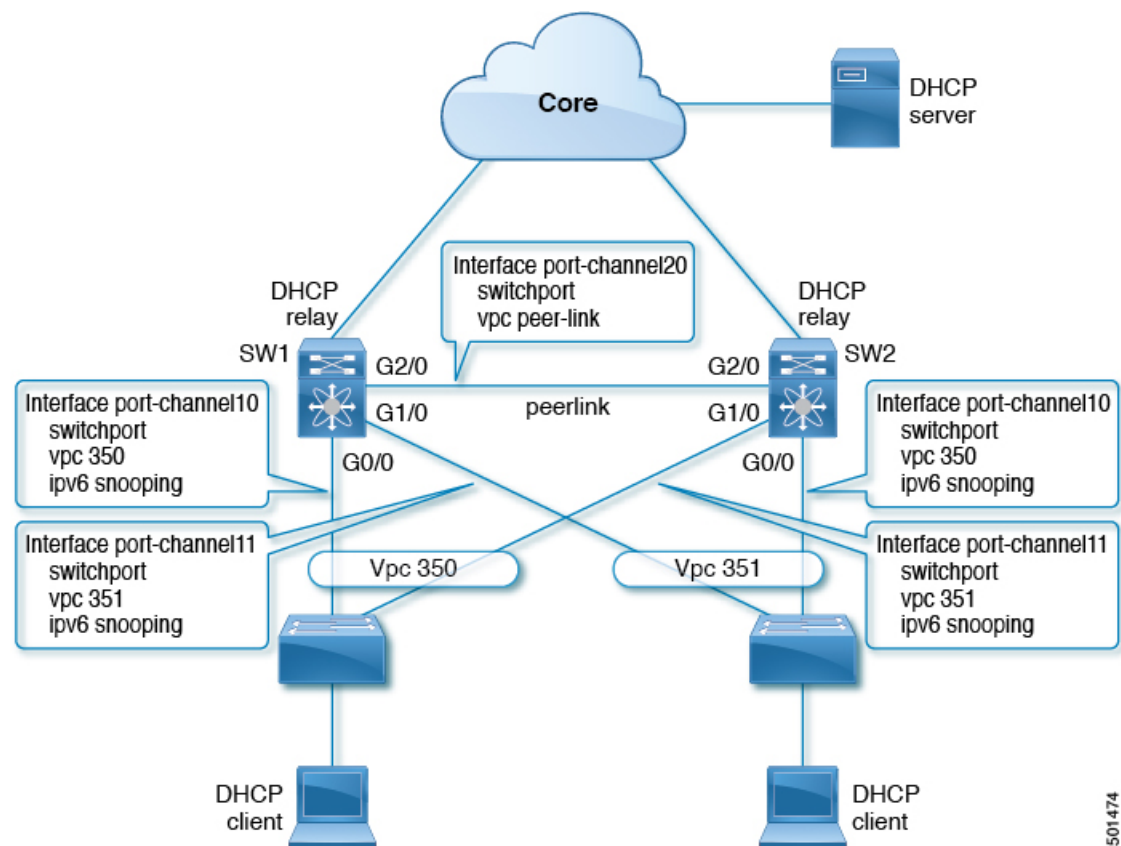 Core
DHCP
server
Interface port-channel20
switchport
vpc peer-link
DHCP
relay
DHCP
relay
SW1
G2/0
G2/0
SW2
peerlink
G1/0
G1/0
G0/0
G0/0
Interface port-channel10
switchport
vpc 350
ipv6 snooping
Interface port-channel10
switchport
vpc 350
ipv6 snooping
Interface port-channel11
switchport
vpc 351
ipv6 snooping
Interface port-channel11
switchport
vpc 351
ipv6 snooping
Vpc 350
Vpc 351
DHCP
client
DHCP
client
501474